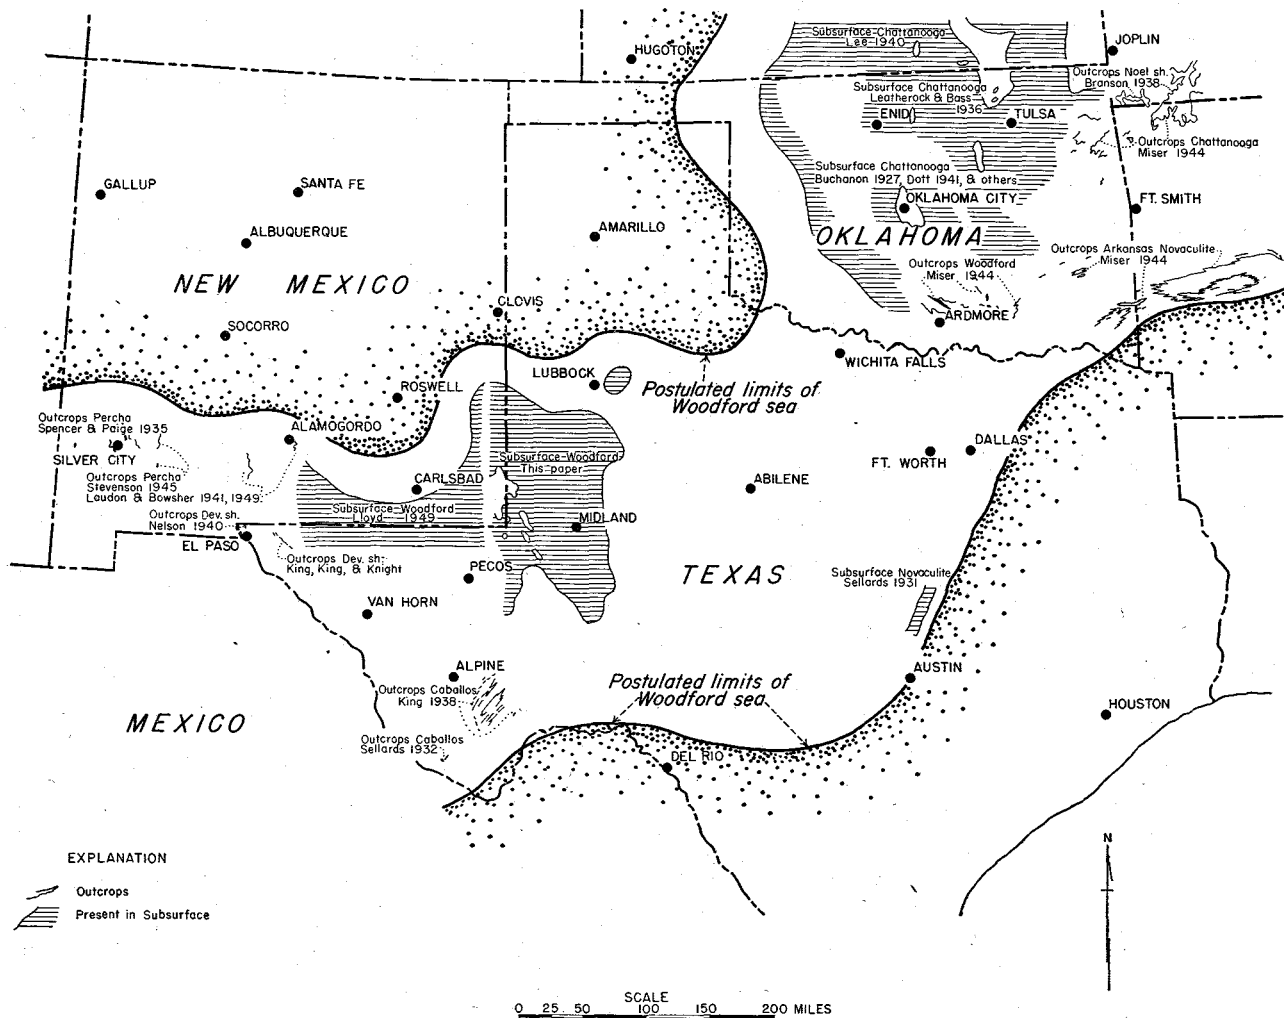 HUGOTON
Subsurface-Chattanooga
Lee-1940
JOPLIN
Outcrops Noel sh.
Branson 1938
Subsurface Chattanooga
Leatherock & Bass
1936
ENID
TULSA
Outcrops Chattanooga
Miser 1944
Subsurface Chattanooga
Buchanon 1927, Dott 1941, & others
GALLUP
SANTA FE
OKLAHOMA CITY
FT. SMITH
ALBUQUERQUE
AMARILLO
OKLAHOMA
Outcrops Arkansas Novaculite
Miser 1944
Outcrops Woodford
Miser 1944
NEW MEXICO
CLOVIS
ARDMORE
SOCORRO
WICHITA FALLS
LUBBOCK
Postulated limits of
Woodford sea
ROSWELL
Outcrops Percha
Spencer & Paige 1935
ALAMOGORDO
SILVER CITY
DALLAS
FT. WORTH
Subsurface-Woodford
This paper
Outcrops Percha
Stevenson 1945
Laudon & Bowsher 1941, 1949
CARLSBAD
ABILENE
Subsurface-Woodford
Lloyd 1949
Outcrops Dev. sh.
Nelson 1940
MIDLAND
EL PASO
Outcrops Dev. sh.
King, King, & Knight
PECOS
TEXAS
Subsurface Novaculite
Sellards 1931
VAN HORN
ALPINE
AUSTIN
Outcrops Caballos
King 1938
Postulated limits of
Woodford sea
HOUSTON
MEXICO
Outcrops Caballos
Sellards 1932
DEL RIO
N
EXPLANATION
Outcrops
Present in Subsurface
SCALE
0 25 50 100 150 200 MILES